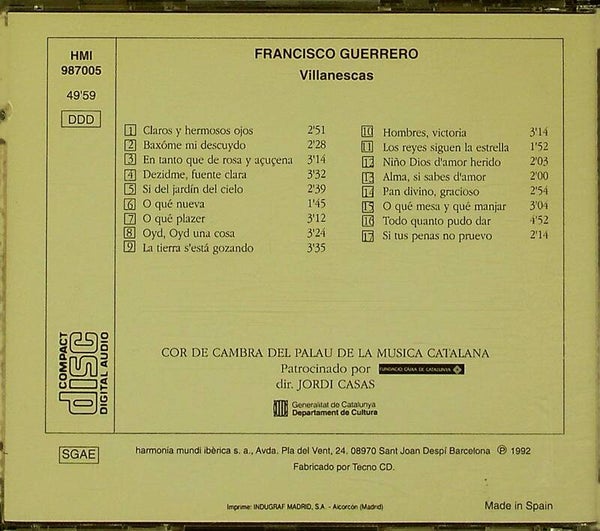 HMI
987005
49'59
DDD
FRANCISCO GUERRERO
Villanescas
1 Claros y hermosos ojos 2'51
2 Baxóme mi descuydo 2'28
3 En tanto que de rosa y açuçena 3'14
4 Dezidme, fuente clara 3'32
5 Si del jardín del cielo 2'39
6 O qué nueva 1'45
7 O qué plazer 3'12
8 Oyd, Oyd una cosa 3'24
9 La tierra s'está gozando 3'35
10 Hombres, victoria 3'14
11 Los reyes siguen la estrella 1'52
12 Niño Dios d'amor herido 2'03
13 Alma, si sabes d'amor 2'00
14 Pan divino, gracioso 2'54
15 O qué mesa y qué manjar 3'04
16 Todo quanto pudo dar 4'52
17 Si tus penas no pruevo 2'14
COR DE CAMBRA DEL PALAU DE LA MUSICA CATALANA
Patrocinado por FUNDACIÓ CAIXA DE CATALUNYA
dir. JORDI CASAS
Generalitat de Catalunya
Departament de Cultura
COMPACT
disc
DIGITAL AUDIO
SGAE
harmonia mundi ibèrica s. a., Avda. Pla del Vent, 24. 08970 Sant Joan Despí Barcelona ℗ 1992
Fabricado por Tecno CD.
Imprime: INDUGRAF MADRID, S.A. - Alcorcón (Madrid)
Made in Spain